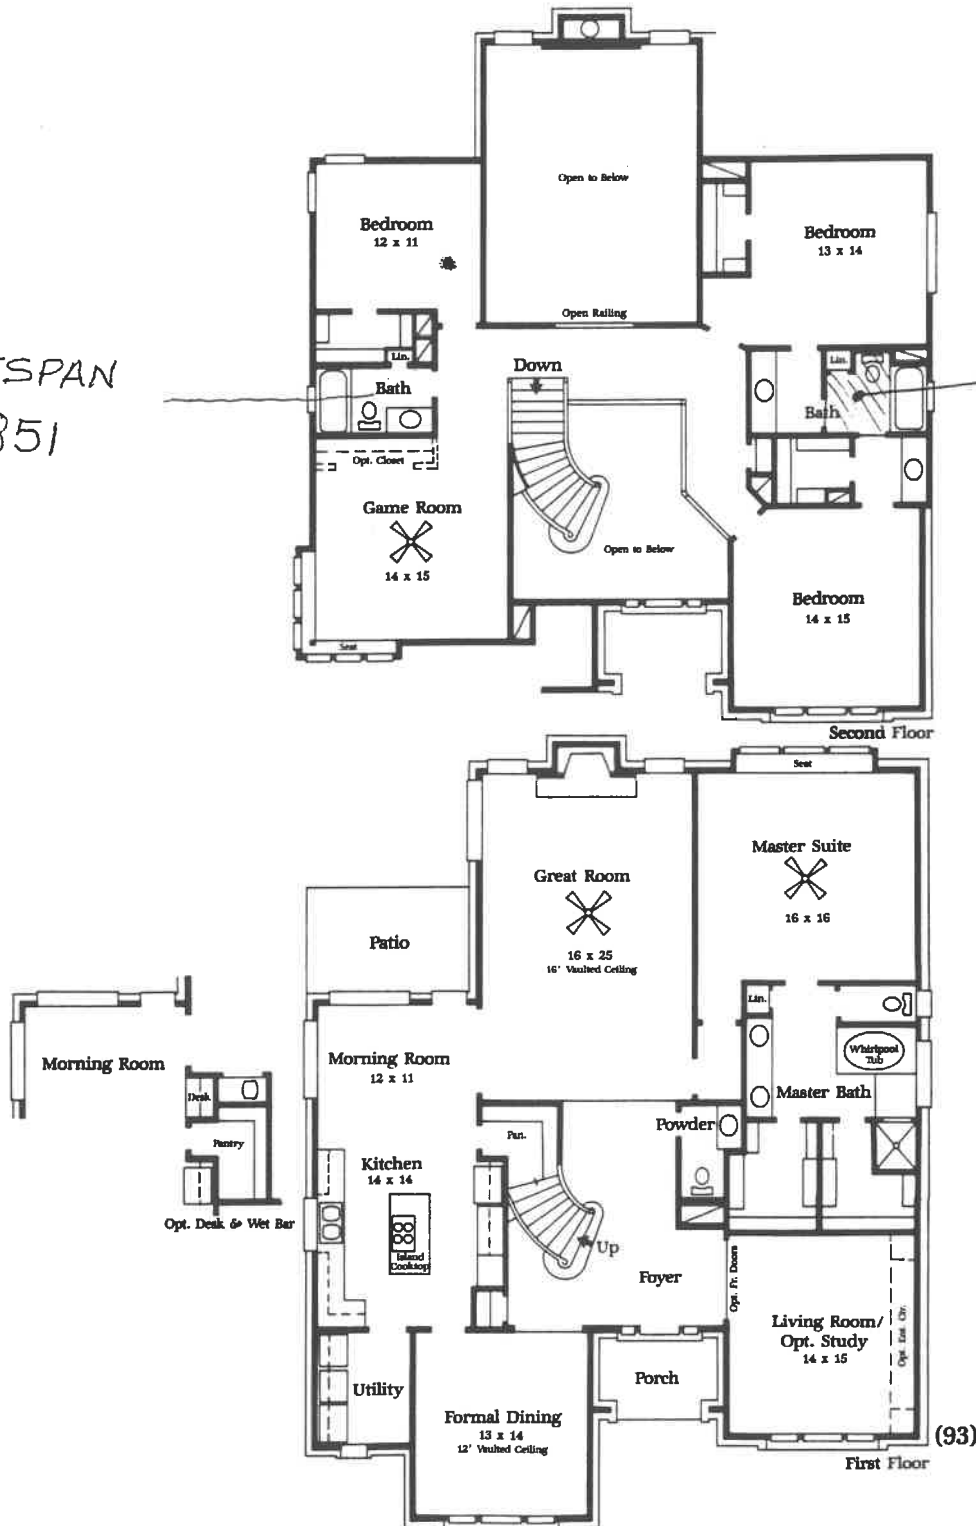 Open to Below
Bedroom
12 x 11
Bedroom
13 x 14
Open Railing
Lin.
Down
Lin.
Bath
Bath
851
Opt. Closet
Game Room
14 x 15
Open to Below
Bedroom
14 x 15
Seat
Second Floor
Seat
Master Suite
16 x 16
Great Room
16 x 25
16' Vaulted Ceiling
Patio
Lin.
Morning Room
Morning Room
12 x 11
Whirlpool
Tub
Master Bath
Desk
Pantry
Pan.
Powder
Kitchen
14 x 14
Opt. Desk & Wet Bar
Island
Cooktop
Up
Foyer
Opt. Fr. Doors
Living Room/
Opt. Study
14 x 15
Opt. Ent. Ctr.
Utility
Porch
Formal Dining
13 x 14
12' Vaulted Ceiling
(93)
First Floor